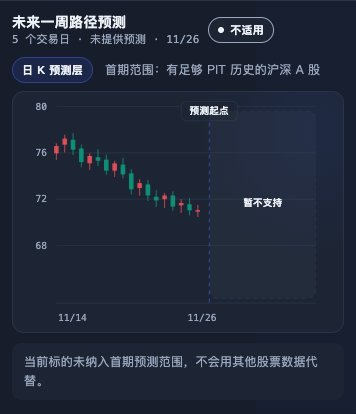 未来一周路径预测
5 个交易日 · 未提供预测 · 11/26
不适用
日 K 预测层
首期范围：有足够 PIT 历史的沪深 A 股
80
预测起点
76
72
暂不支持
68
11/14
11/26
当前标的未纳入首期预测范围，不会用其他股票数据代
替。